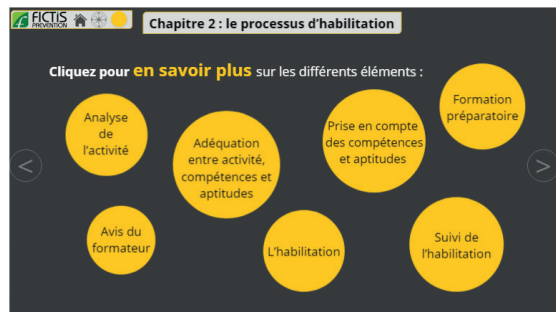 FICTIS
PRÉVENTION
Chapitre 2 : le processus d’habilitation
Cliquez pour en savoir plus sur les différents éléments :
Analyse
de
l’activité
Adéquation
entre activité,
compétences et
aptitudes
Prise en compte
des compétences
et aptitudes
Formation
préparatoire
Avis du
formateur
L’habilitation
Suivi de
l’habilitation